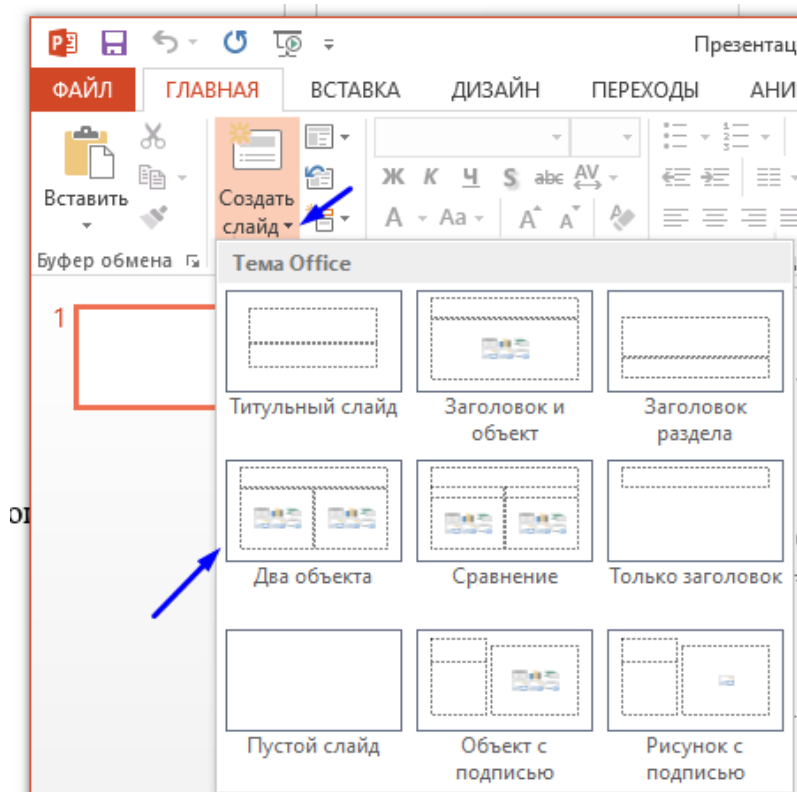 Презентац
ФАЙЛ ГЛАВНАЯ ВСТАВКА ДИЗАЙН ПЕРЕХОДЫ АНИ
Вставить
Создать
слайд
Ж К Ч S abc AV
A Aa A A
Буфер обмена
Тема Office
1
Титульный слайд
Заголовок и
объект
Заголовок
раздела
Два объекта
Сравнение
Только заголовок
Пустой слайд
Объект с
подписью
Рисунок с
подписью